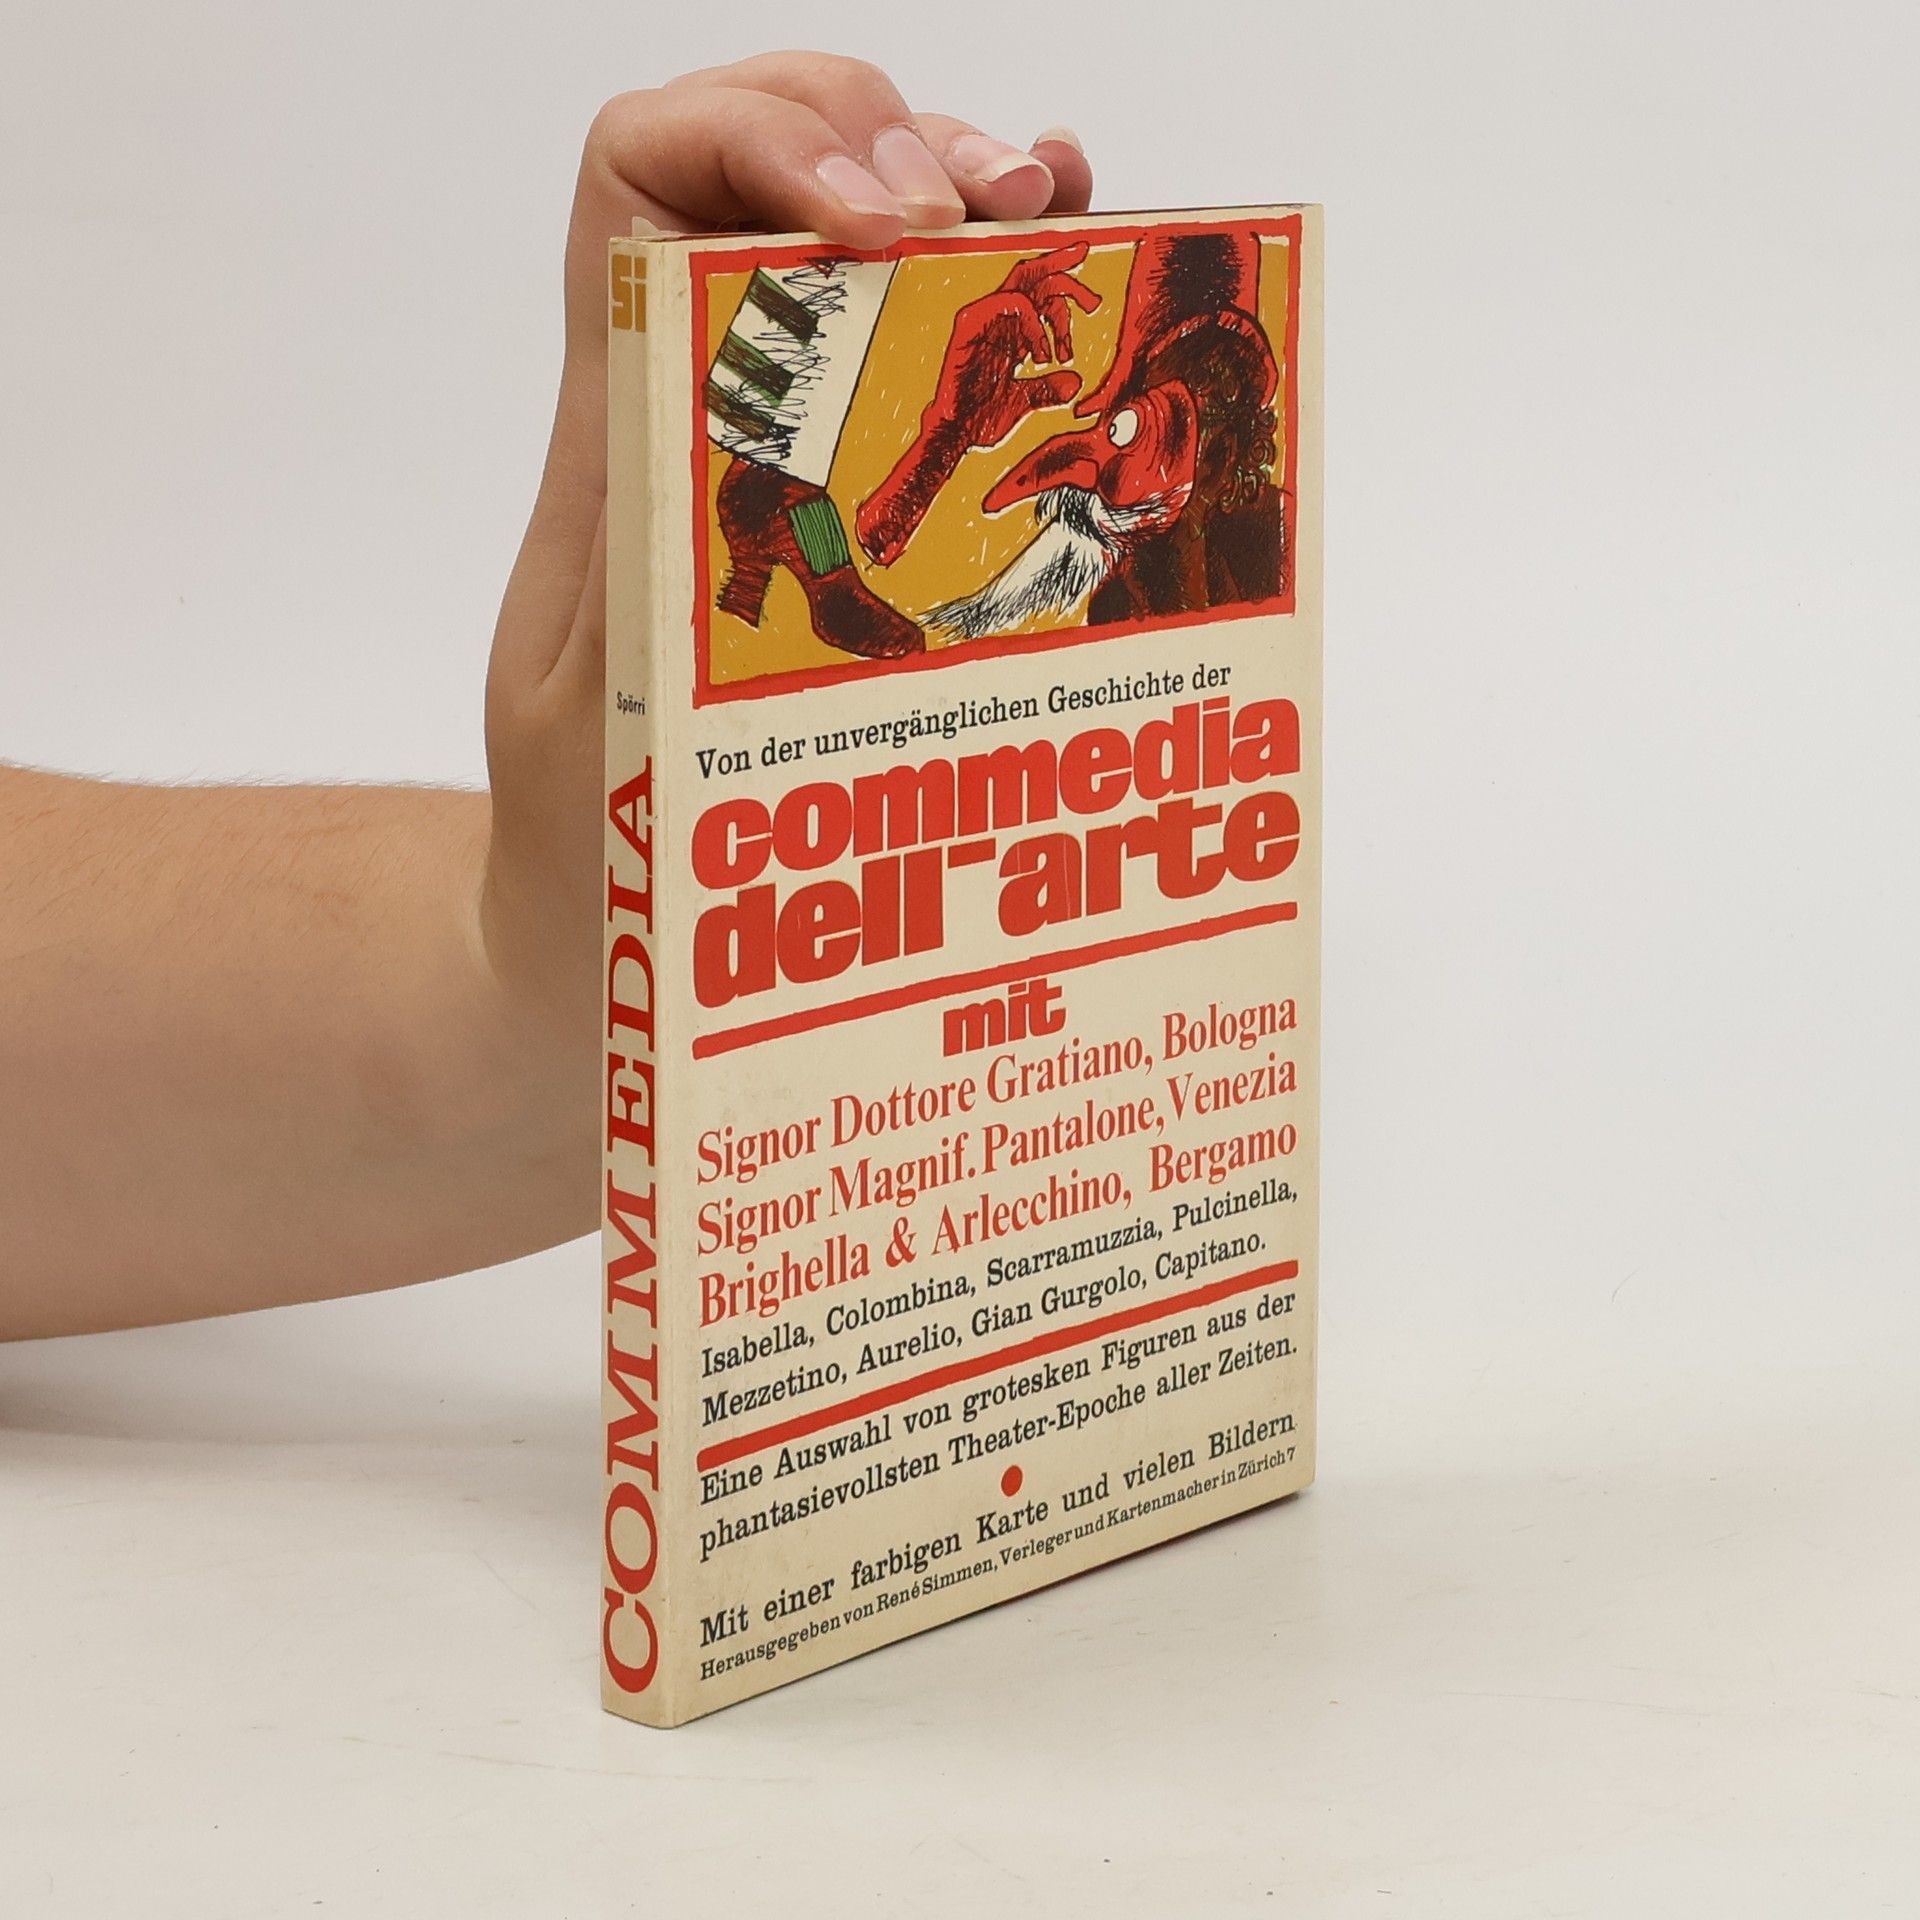 Si
Spörri
COMMEDIA
Von der unvergänglichen Geschichte der
commedia
dell'arte
mit
Signor Dottore Gratiano, Bologna
Signor Magnif. Pantalone, Venezia
Brighella & Arlecchino, Bergamo
Isabella, Colombina, Scarramuzzia, Pulcinella,
Mezzetino, Aurelio, Gian Gurgolo, Capitano.
Eine Auswahl von grotesken Figuren aus der
phantasievollsten Theater-Epoche aller Zeiten.
Mit einer farbigen Karte und vielen Bildern
Herausgegeben von René Simmen, Verleger und Kartenmacher in Zürich 7